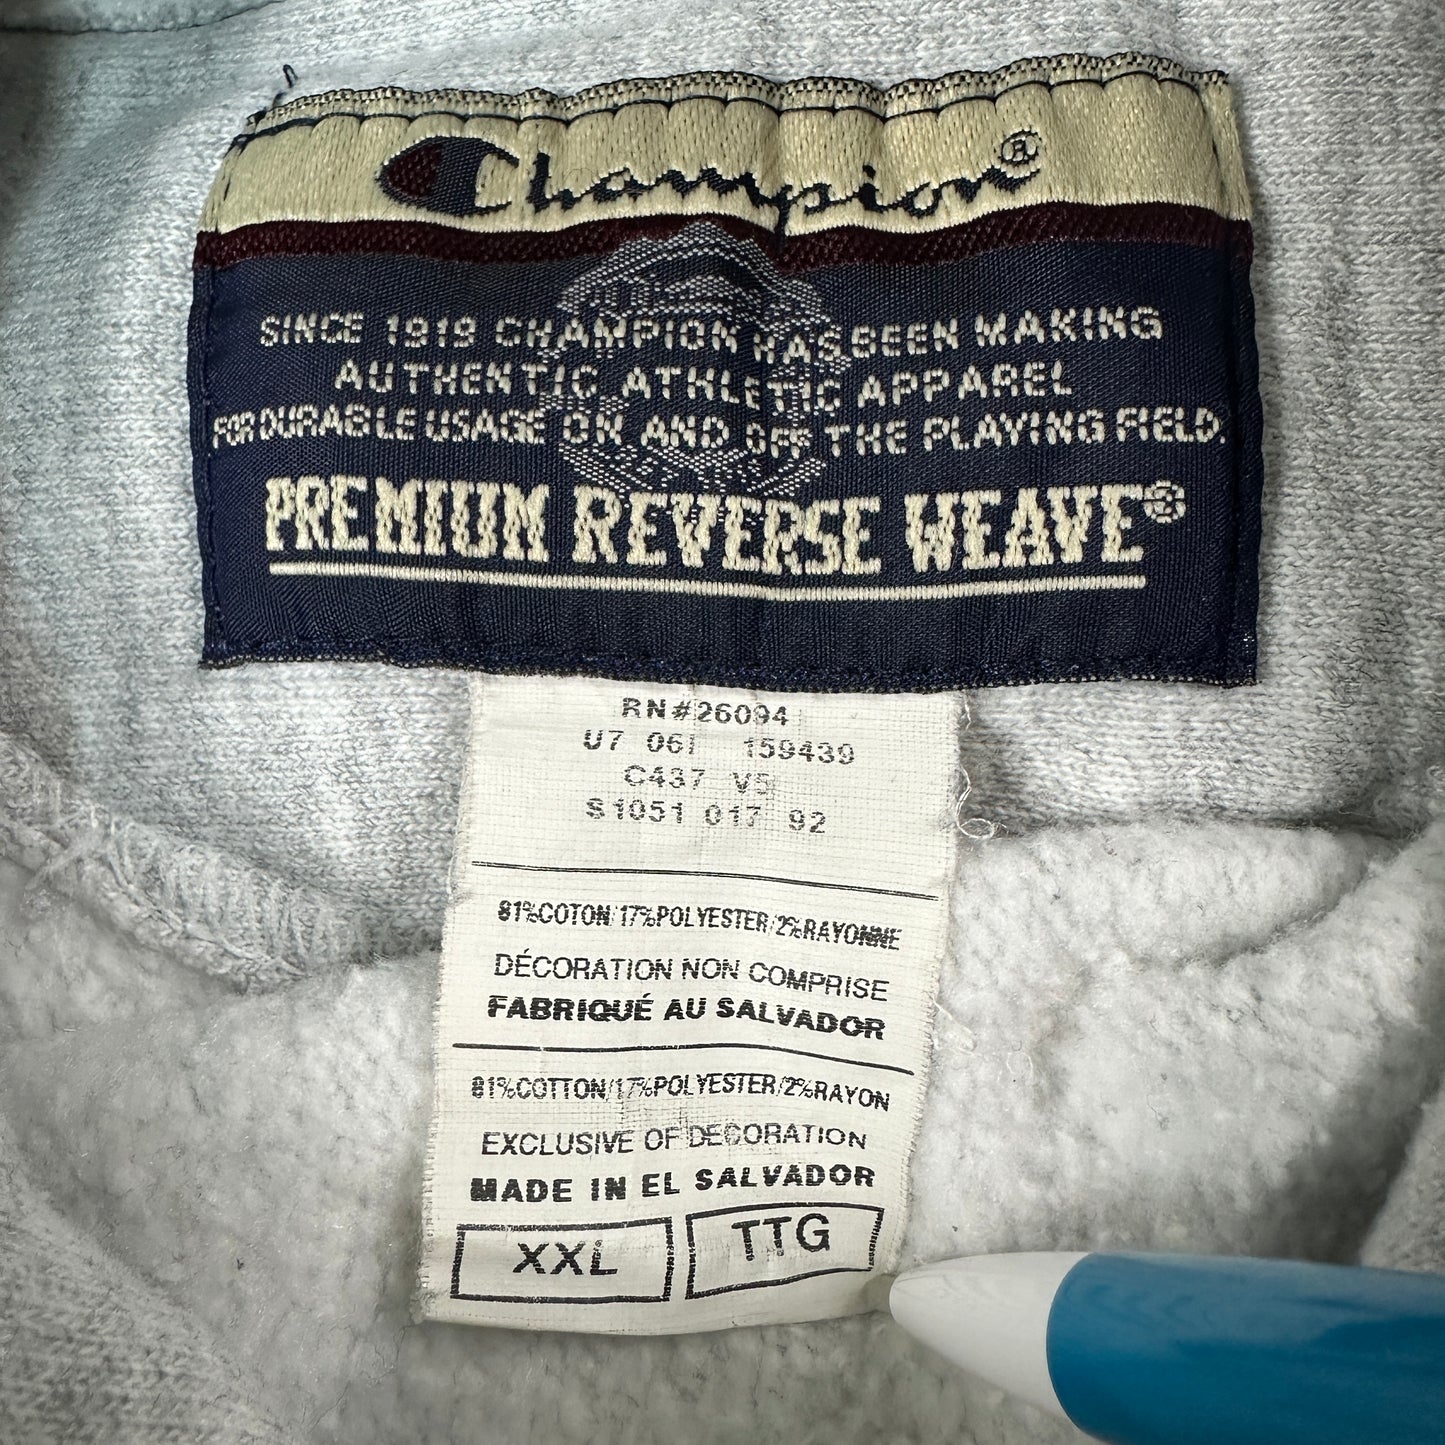 Champion®
SINCE 1919 CHAMPION HAS BEEN MAKING
AUTHENTIC ATHLETIC APPAREL
FOR DURABLE USAGE ON AND OFF THE PLAYING FIELD.
PREMIUM REVERSE WEAVE®
RN#26094
U7 061 159439
C437 V5
S1051 017 92
81%COTON/17%POLYESTER/2%RAYONNE
DÉCORATION NON COMPRISE
FABRIQUÉ AU SALVADOR
81%COTTON/17%POLYESTER/2%RAYON
EXCLUSIVE OF DECORATION
MADE IN EL SALVADOR
XXL TTG